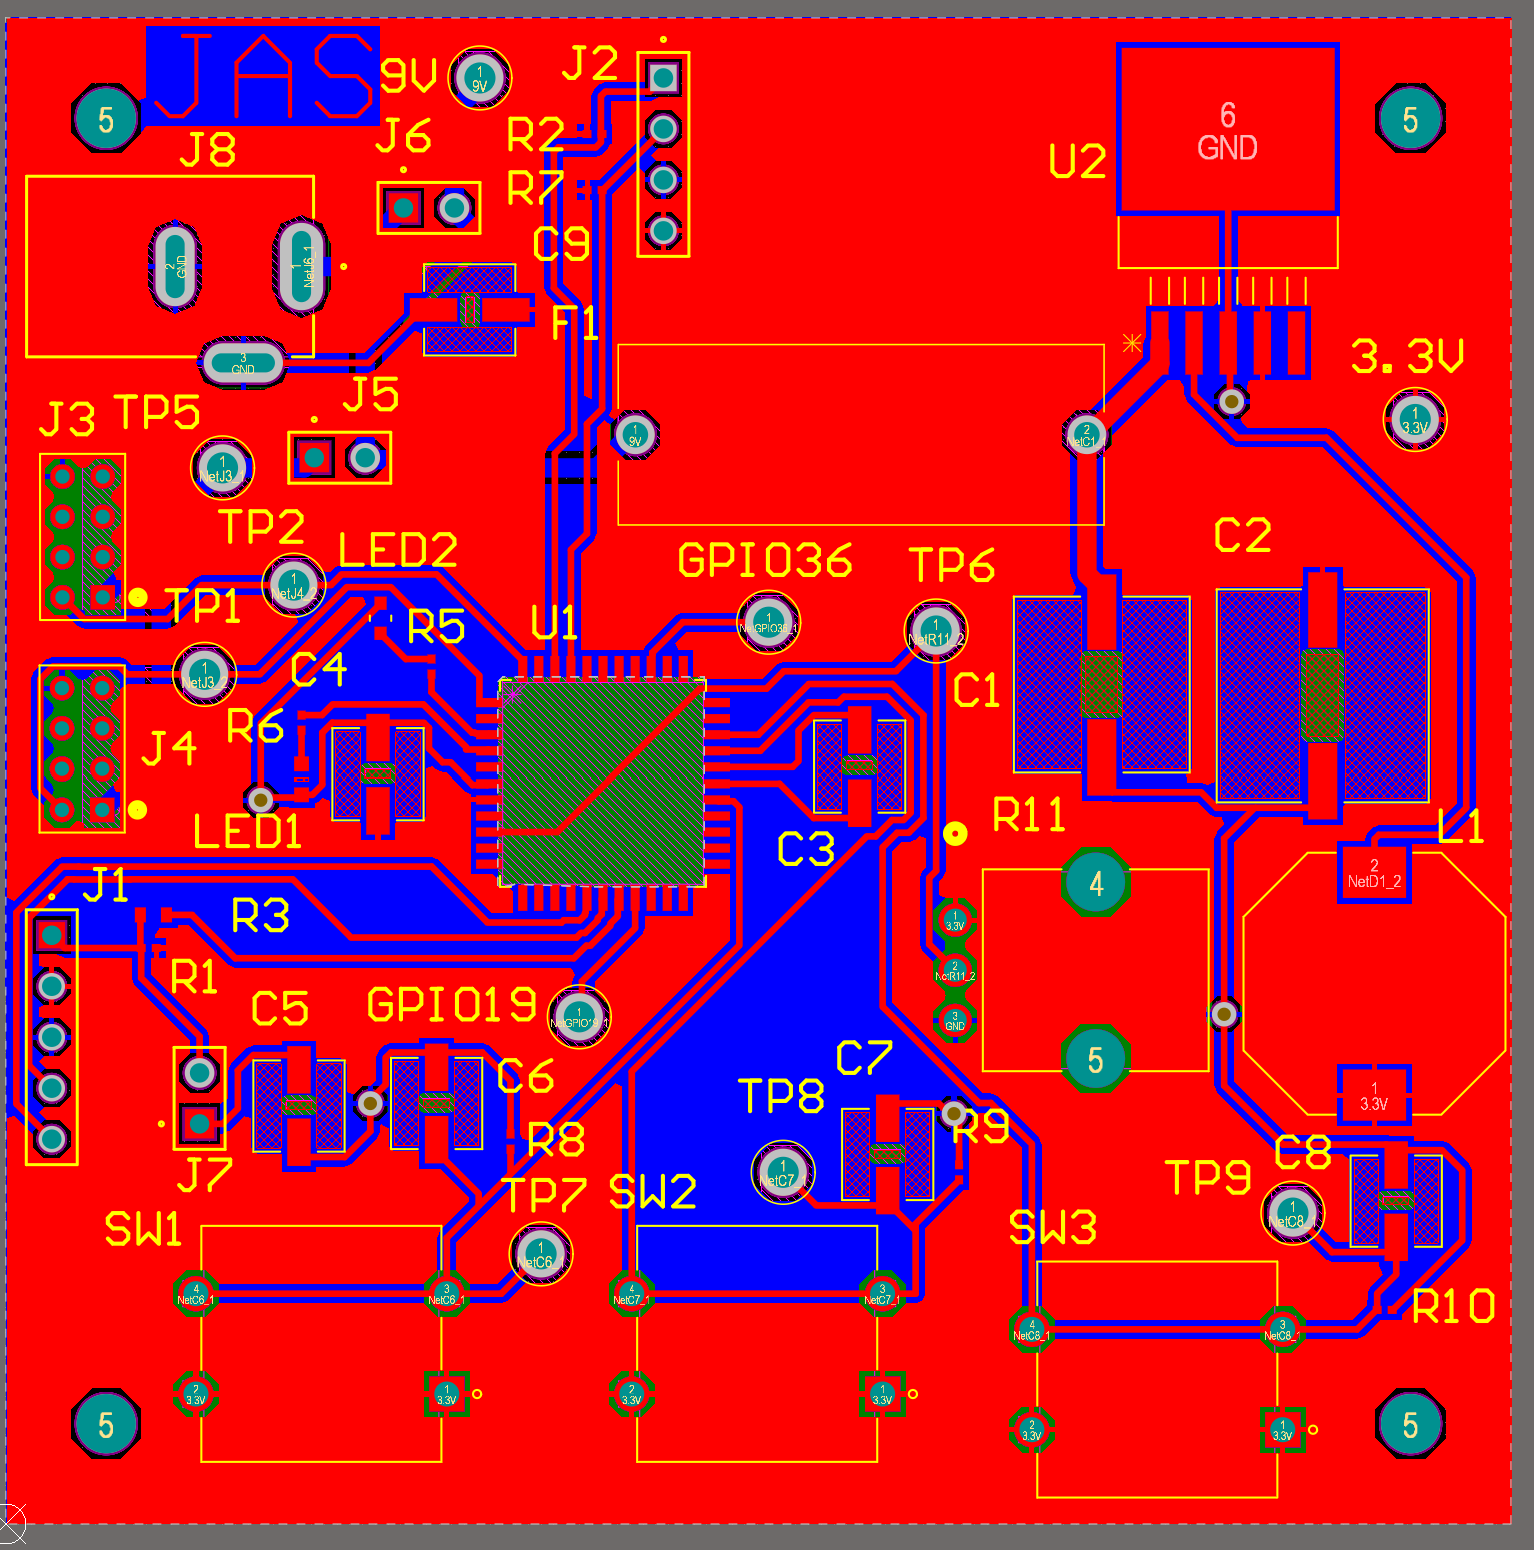 JAS
9V
1
9V
J2
5
J8
J6
R2
R7
C9
U2
6
GND
5
2
GND
1
NetJ6_1
F1
3
GND
J5
3.3V
1
3.3V
J3
TP5
1
NetJ3_1
1
9V
2
NetC1_1
TP2
LED2
GPIO36
TP6
C2
1
NetJ4_2
TP1
R5
U1
1
NetGPIO36_1
1
NetR11_2
C4
1
NetJ3_2
C1
R6
J4
LED1
C3
R11
L1
J1
2
NetD1_2
4
R3
1
3.3V
2
NetR11_2
3
GND
R1
C5
GPIO19
1
NetGPIO19_1
C6
C7
5
1
3.3V
TP8
R9
R8
C8
J7
TP7
SW2
1
NetC7_1
TP9
SW1
SW3
1
NetC8_1
1
NetC6_1
4
NetC6_1
3
NetC6_1
4
NetC7_1
3
NetC7_1
R10
4
NetC8_1
3
NetC8_1
2
3.3V
1
3.3V
2
3.3V
1
3.3V
5
2
3.3V
1
3.3V
5